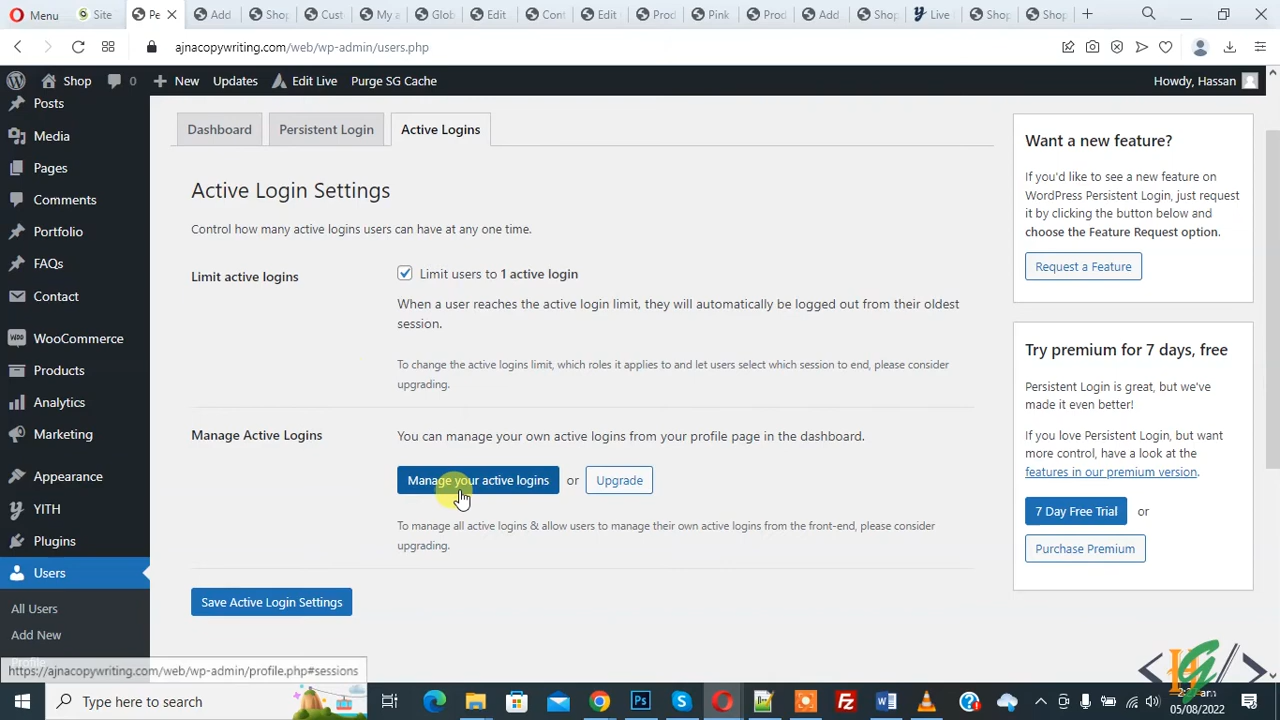 Menu
Site
Pe
Add
Shop
Cust
My a
Glob
Edit
Cont
Edit
Prod
Pink
Prod
Add
Shop
Live
Shop
Shop
ajnacopywriting.com/web/wp-admin/users.php
Shop
0
New
Updates
Edit Live
Purge SG Cache
Howdy, Hassan
Posts
Media
Pages
Comments
Portfolio
FAQs
Contact
WooCommerce
Products
Analytics
Marketing
Appearance
YITH
Plugins
Users
All Users
Add New
Profile
Dashboard
Persistent Login
Active Logins
Active Login Settings
Control how many active logins users can have at any one time.
Limit active logins
Limit users to 1 active login
When a user reaches the active login limit, they will automatically be logged out from their oldest
session.
To change the active logins limit, which roles it applies to and let users select which session to end, please consider
upgrading.
Manage Active Logins
You can manage your own active logins from your profile page in the dashboard.
Manage your active logins
or
Upgrade
To manage all active logins & allow users to manage their own active logins from the front-end, please consider
upgrading.
Save Active Login Settings
Want a new feature?
If you'd like to see a new feature on
WordPress Persistent Login, just request
it by clicking the button below and
choose the Feature Request option.
Request a Feature
Try premium for 7 days, free
Persistent Login is great, but we've
made it even better!
If you love Persistent Login, but want
more control, have a look at the
features in our premium version.
7 Day Free Trial
or
Purchase Premium
https://ajnacopywriting.com/web/wp-admin/profile.php#sessions
Type here to search
05/08/2022